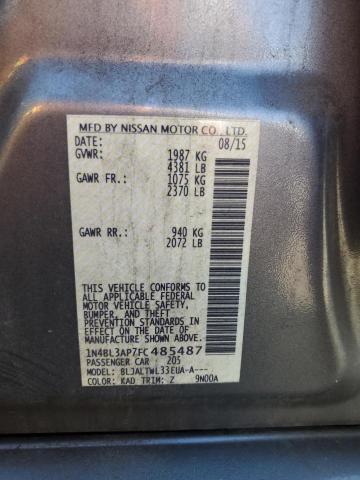 MFD BY NISSAN MOTOR CO., LTD.
DATE: 08/15
GVWR: 1987 KG
4381 LB
GAWR FR: 1075 KG
2370 LB
GAWR RR: 940 KG
2072 LB
THIS VEHICLE CONFORMS TO
ALL APPLICABLE FEDERAL
MOTOR VEHICLE SAFETY,
BUMPER, AND THEFT
PREVENTION STANDARDS IN
EFFECT ON THE DATE OF
MANUFACTURE SHOWN ABOVE.
1N4BL3AP7FC485487
PASSENGER CAR 205
MODEL: BLJALTWL33EUA-A---
COLOR: KAD TRIM: Z 9N00A